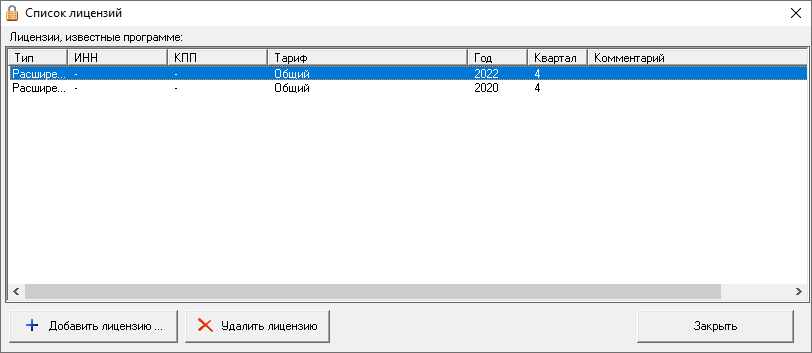 Список лицензий
Лицензии, известные программе:
Тип ИНН КПП Тариф Год Квартал Комментарий
Расшире... - - Общий 2022 4
Расшире... - - Общий 2020 4
Добавить лицензию ... Удалить лицензию Закрыть